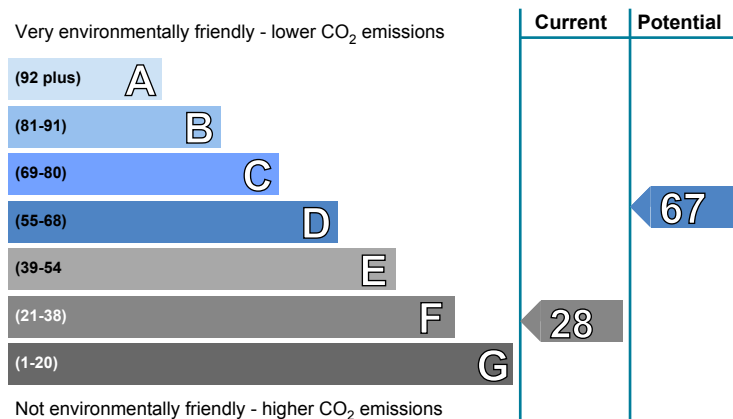 Current Potential
Very environmentally friendly - lower CO2 emissions
(92 plus) A
(81-91) B
(69-80) C
67
(55-68) D
(39-54 E
(21-38) F 28
(1-20) G
Not environmentally friendly - higher CO2 emissions